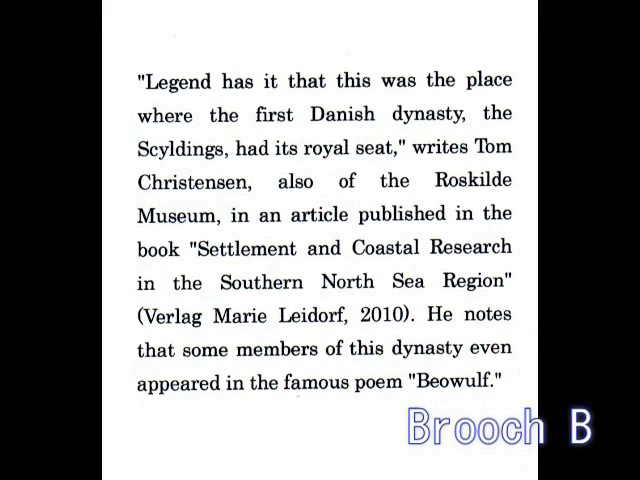 "Legend has it that this was the place
where the first Danish dynasty, the
Scyldings, had its royal seat," writes Tom
Christensen, also of the Roskilde
Museum, in an article published in the
book "Settlement and Coastal Research
in the Southern North Sea Region"
(Verlag Marie Leidorf, 2010). He notes
that some members of this dynasty even
appeared in the famous poem "Beowulf."
Brooch B